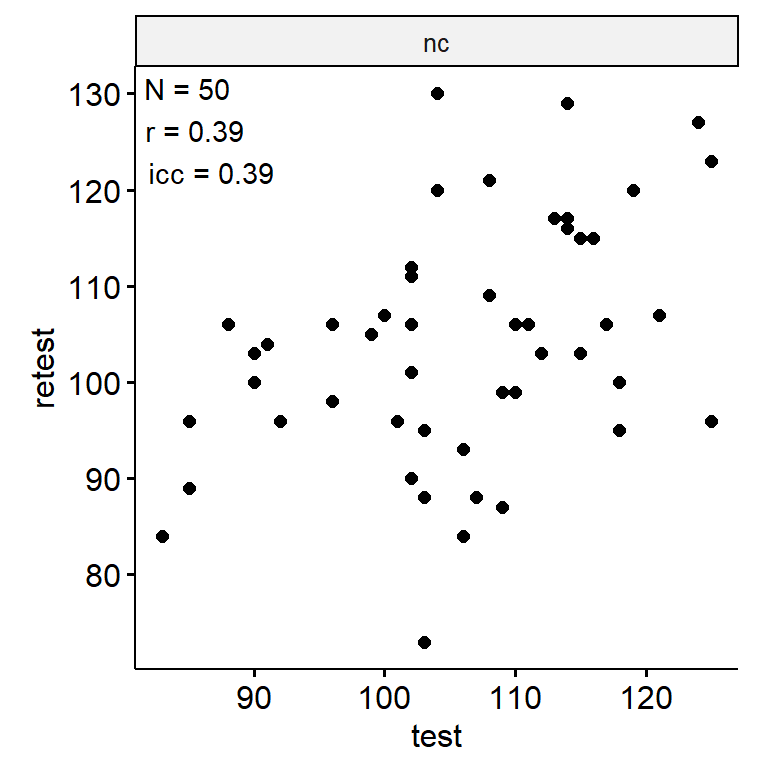 nc
N = 50
r = 0.39
icc = 0.39
130
120
110
100
90
80
retest
90 100 110 120
test